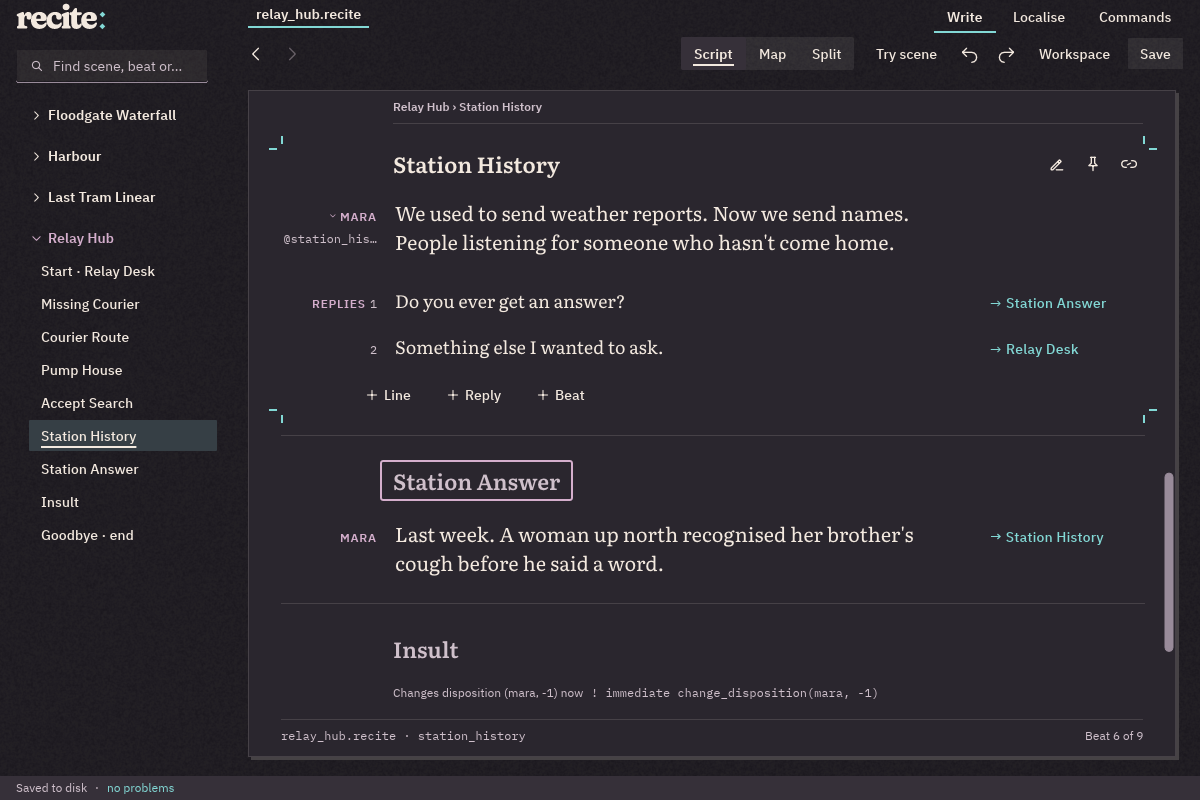 recite:
relay_hub.recite
Write
Localise
Commands
Find scene, beat or...
Script
Map
Split
Try scene
Workspace
Save
Floodgate Waterfall
Harbour
Last Tram Linear
Relay Hub
Start · Relay Desk
Missing Courier
Courier Route
Pump House
Accept Search
Station History
Station Answer
Insult
Goodbye · end
Relay Hub › Station History
Station History
MARA
@station_his…
We used to send weather reports. Now we send names.
People listening for someone who hasn't come home.
REPLIES 1 Do you ever get an answer? → Station Answer
2 Something else I wanted to ask. → Relay Desk
+ Line + Reply + Beat
Station Answer
MARA Last week. A woman up north recognised her brother's → Station History
cough before he said a word.
Insult
Changes disposition (mara, -1) now ! immediate change_disposition(mara, -1)
relay_hub.recite · station_history
Beat 6 of 9
Saved to disk · no problems